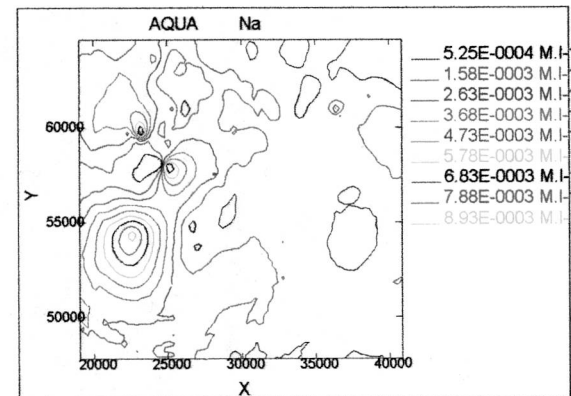 AQUA Na
5.25E-0004 M.l-
1.58E-0003 M.l-
2.63E-0003 M.l-
3.68E-0003 M.l-
4.73E-0003 M.l-
5.78E-0003 M.l-
6.83E-0003 M.l-
7.88E-0003 M.l-
8.93E-0003 M.l-
60000
Y
55000
50000
20000 25000 30000 35000 40000
X